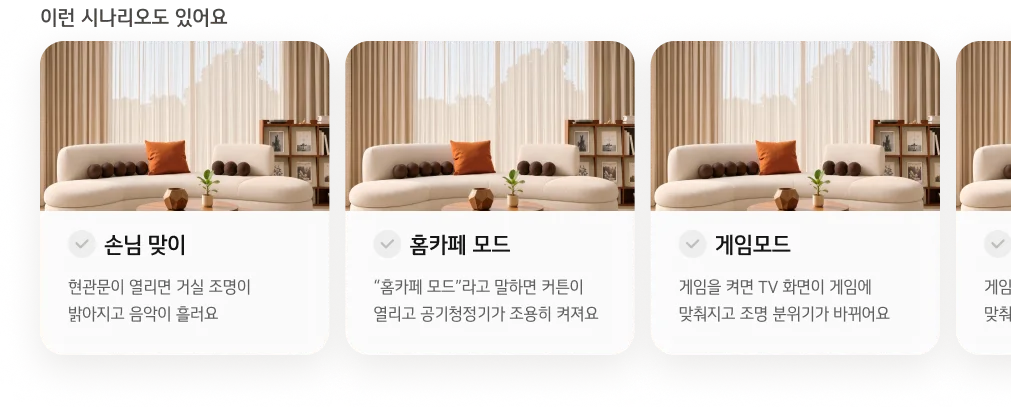 이런 시나리오도 있어요
손님 맞이
현관문이 열리면 거실 조명이
밝아지고 음악이 흘러요
홈카페 모드
“홈카페 모드”라고 말하면 커튼이
열리고 공기청정기가 조용히 켜져요
게임모드
게임을 켜면 TV 화면이 게임에
맞춰지고 조명 분위기가 바뀌어요
게임
맞춰